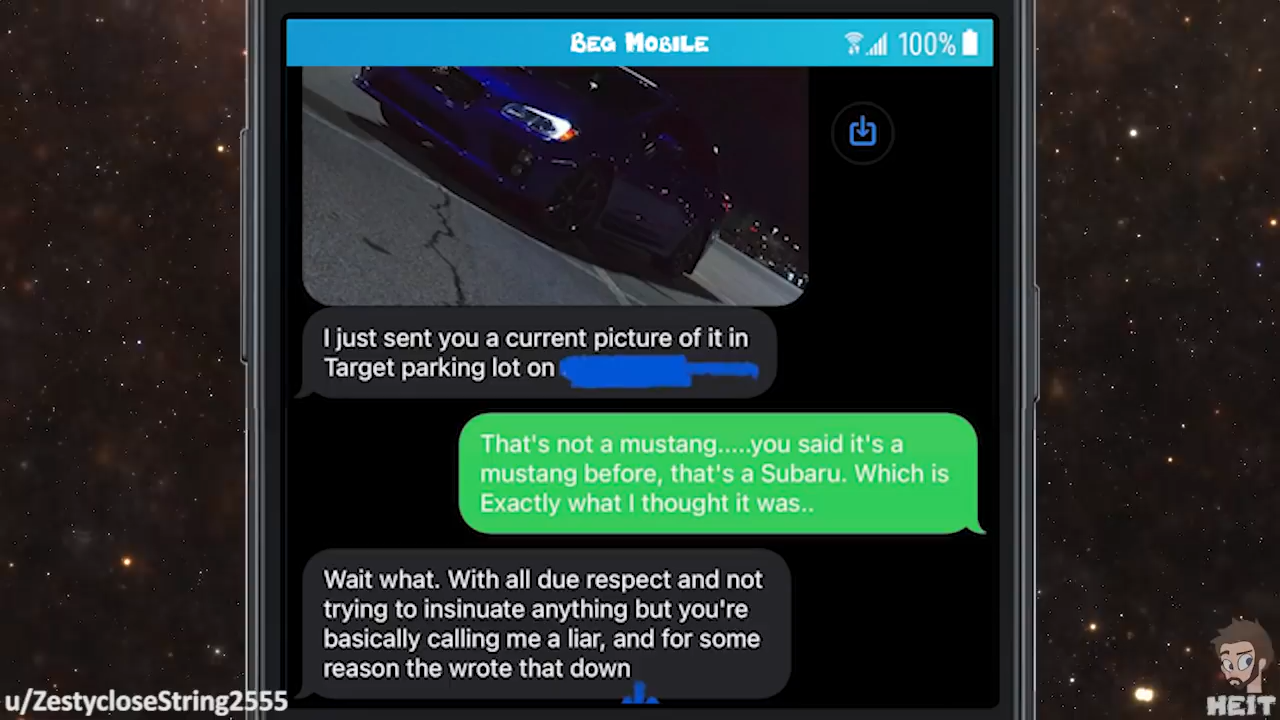 BEG MOBILE
100%
I just sent you a current picture of it in
Target parking lot on
That's not a mustang.....you said it's a
mustang before, that's a Subaru. Which is
Exactly what I thought it was..
Wait what. With all due respect and not
trying to insinuate anything but you're
basically calling me a liar, and for some
reason the wrote that down
u/ZestycloseString2555
HEIT